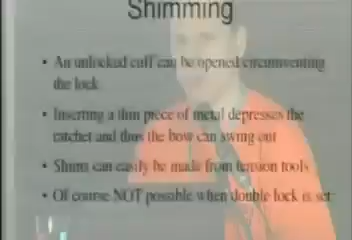 Shimming
• An unlocked cuff can be opened circumventing
the lock
• Inserting a thin piece of metal depresses the
ratchet and thus the bow can swing out
• Shims can easily be made from tension tools
• Of course NOT possible when double lock is set